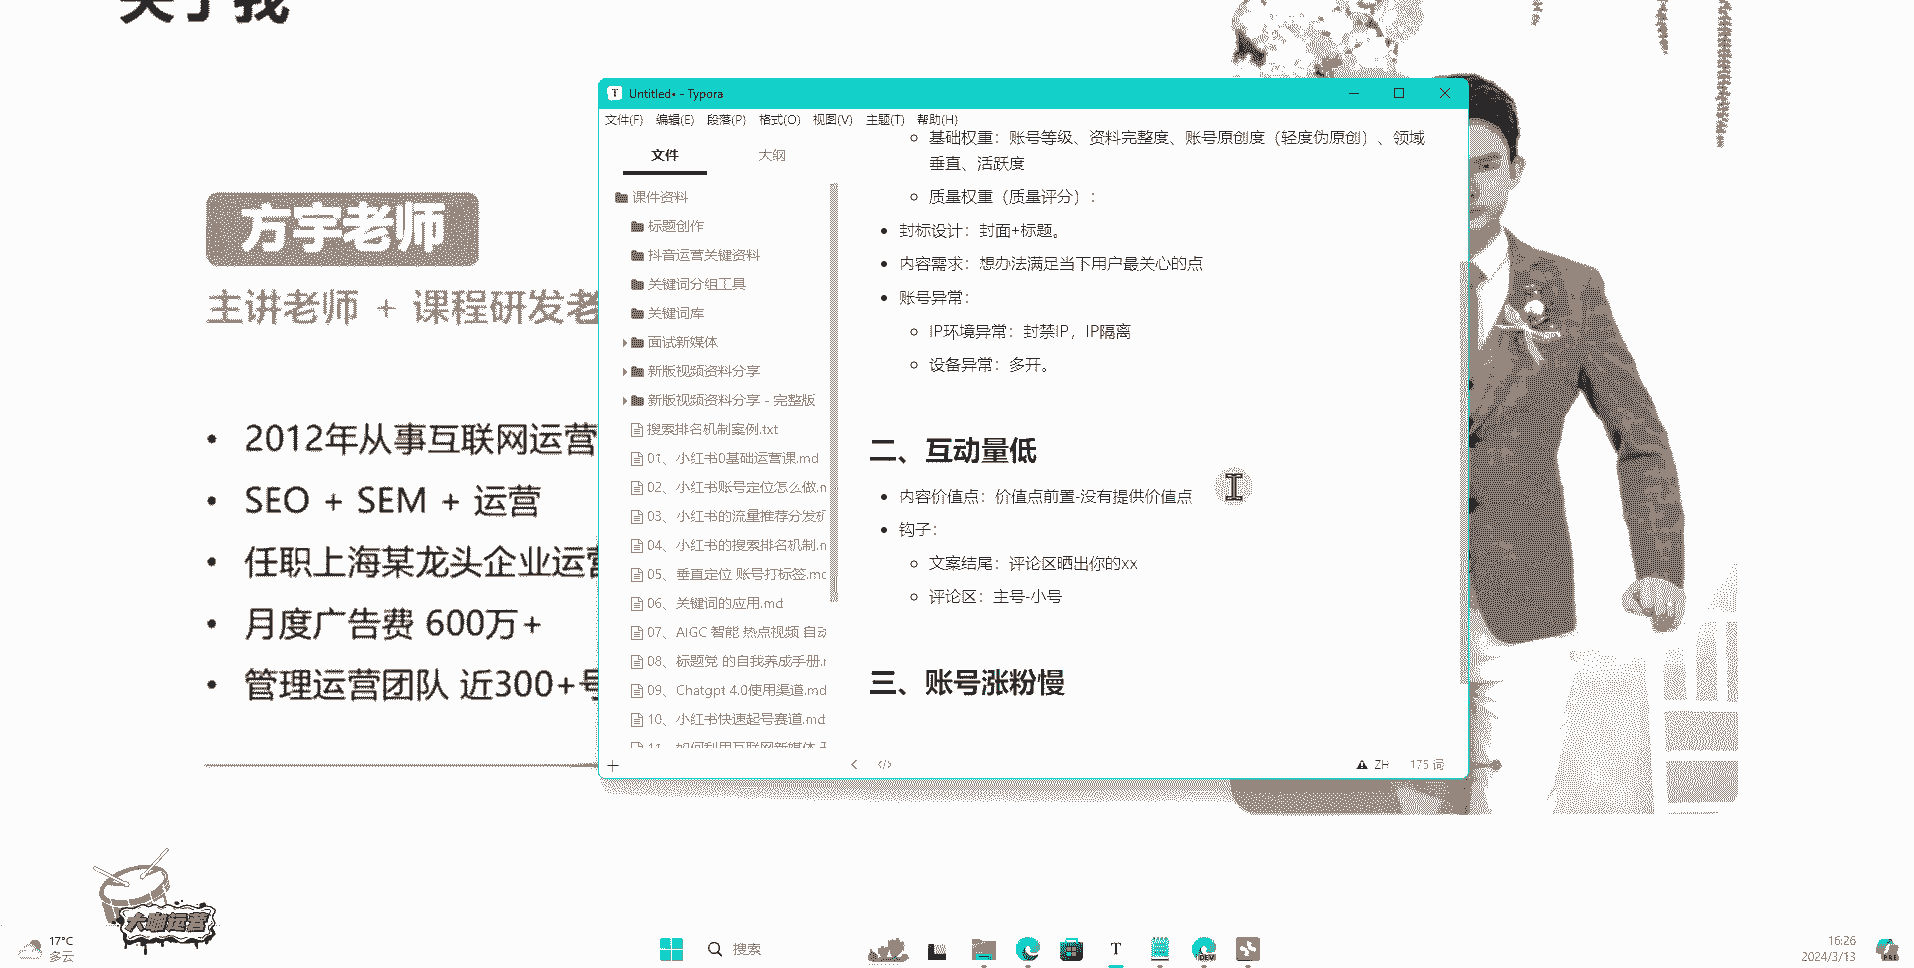 关于我
方宇老师
主讲老师 + 课程研发老
2012年从事互联网运营
SEO + SEM + 运营
任职上海某龙头企业运营
月度广告费 600万+
管理运营团队 近300+号
Untitled• - Typora
文件(F) 编辑(E) 段落(P) 格式(O) 视图(V) 主题(T) 帮助(H)
文件 大纲
课件资料
标题创作
抖音运营关键资料
关键词分组工具
关键词库
面试新媒体
新版视频资料分享
新版视频资料分享 - 完整版
搜索排名机制案例.txt
01、小红书0基础运营课.md
02、小红书账号定位怎么做.m
03、小红书的流量推荐分发机
04、小红书的搜索排名机制.m
05、垂直定位 账号打标签.md
06、关键词的应用.md
07、AIGC 智能 热点视频 自动
08、标题党 的自我养成手册.m
09、Chatgpt 4.0使用渠道.md
10、小红书快速起号赛道.md
11、如何利用互联网新媒体
基础权重：账号等级、资料完整度、账号原创度（轻度伪原创）、领域
垂直、活跃度
质量权重（质量评分）：
封标设计：封面+标题。
内容需求：想办法满足当下用户最关心的点
账号异常：
IP环境异常：封禁IP，IP隔离
设备异常：多开。
二、互动量低
内容价值点：价值点前置-没有提供价值点
钩子：
文案结尾：评论区晒出你的xx
评论区：主号-小号
三、账号涨粉慢
ZH 175 词
大咖运营
17°C
多云
搜索
T
DEV
16:26
2024/3/13
PRE